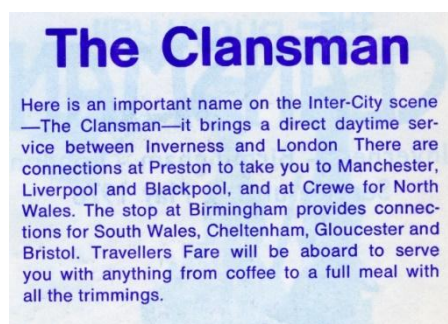 The Clansman
Here is an important name on the Inter-City scene
—The Clansman—it brings a direct daytime ser-
vice between Inverness and London There are
connections at Preston to take you to Manchester,
Liverpool and Blackpool, and at Crewe for North
Wales. The stop at Birmingham provides connec-
tions for South Wales, Cheltenham, Gloucester and
Bristol. Travellers Fare will be aboard to serve
you with anything from coffee to a full meal with
all the trimmings.